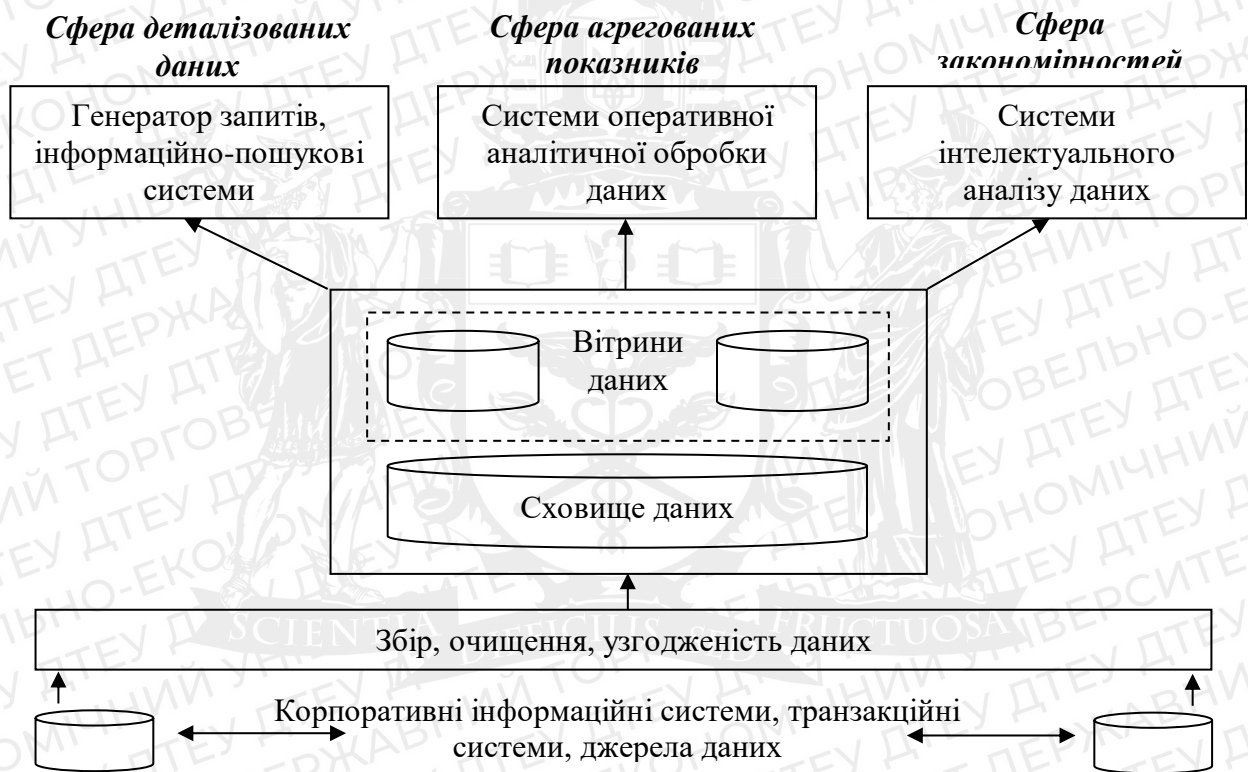 Сфера деталізованих
даних
Сфера агрегованих
показників
Сфера
закономірностей
Генератор запитів,
інформаційно-пошукові
системи
Системи оперативної
аналітичної обробки
даних
Системи
інтелектуального
аналізу даних
Вітрини
даних
Сховище даних
Збір, очищення, узгодженість даних
Корпоративні інформаційні системи, транзакційні
системи, джерела даних